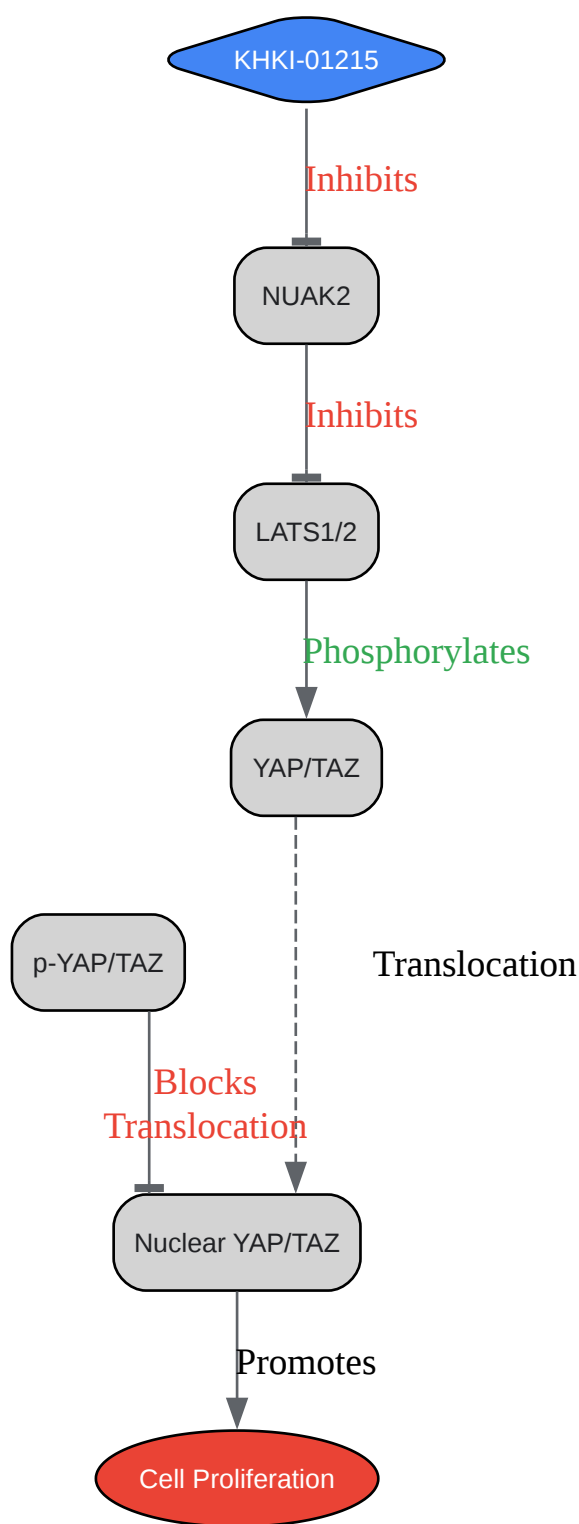 KHKI-01215
Inhibits
NUAK2
Inhibits
LATS1/2
Phosphorylates
YAP/TAZ
p-YAP/TAZ
Translocation
Blocks
Translocation
Nuclear YAP/TAZ
Promotes
Cell Proliferation